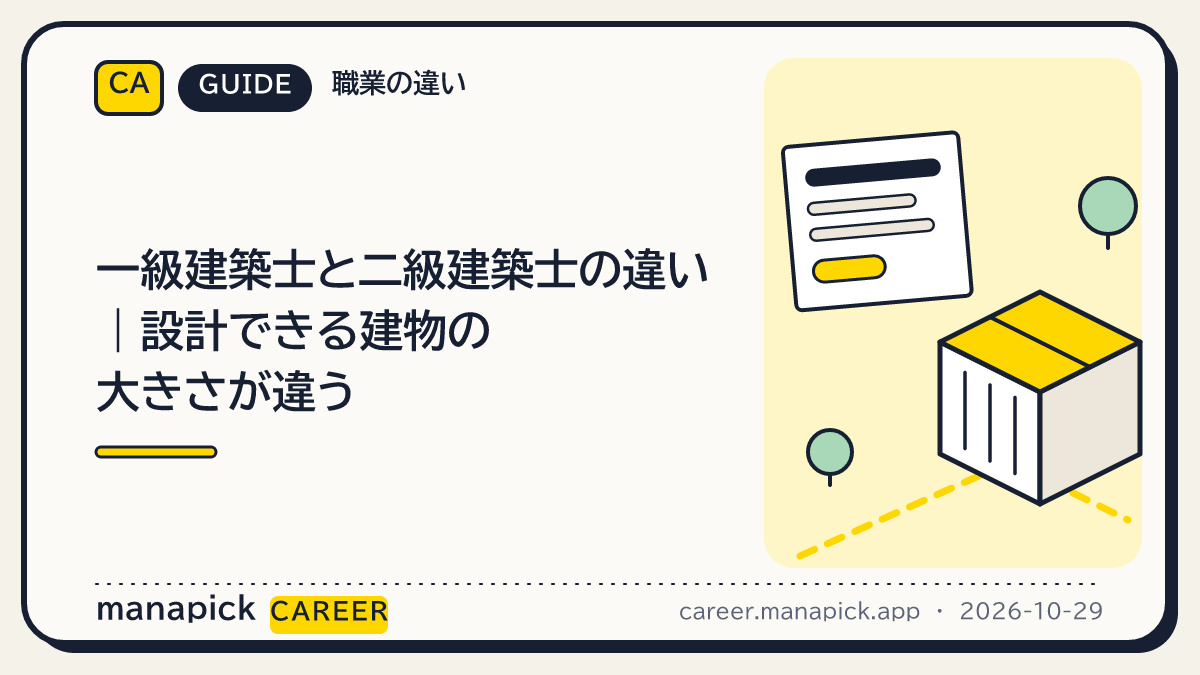 CA GUIDE 職業の違い
一級建築士と二級建築士の違い
｜設計できる建物の
大きさが違う
manapick CAREER
career.manapick.app ・ 2026-10-29